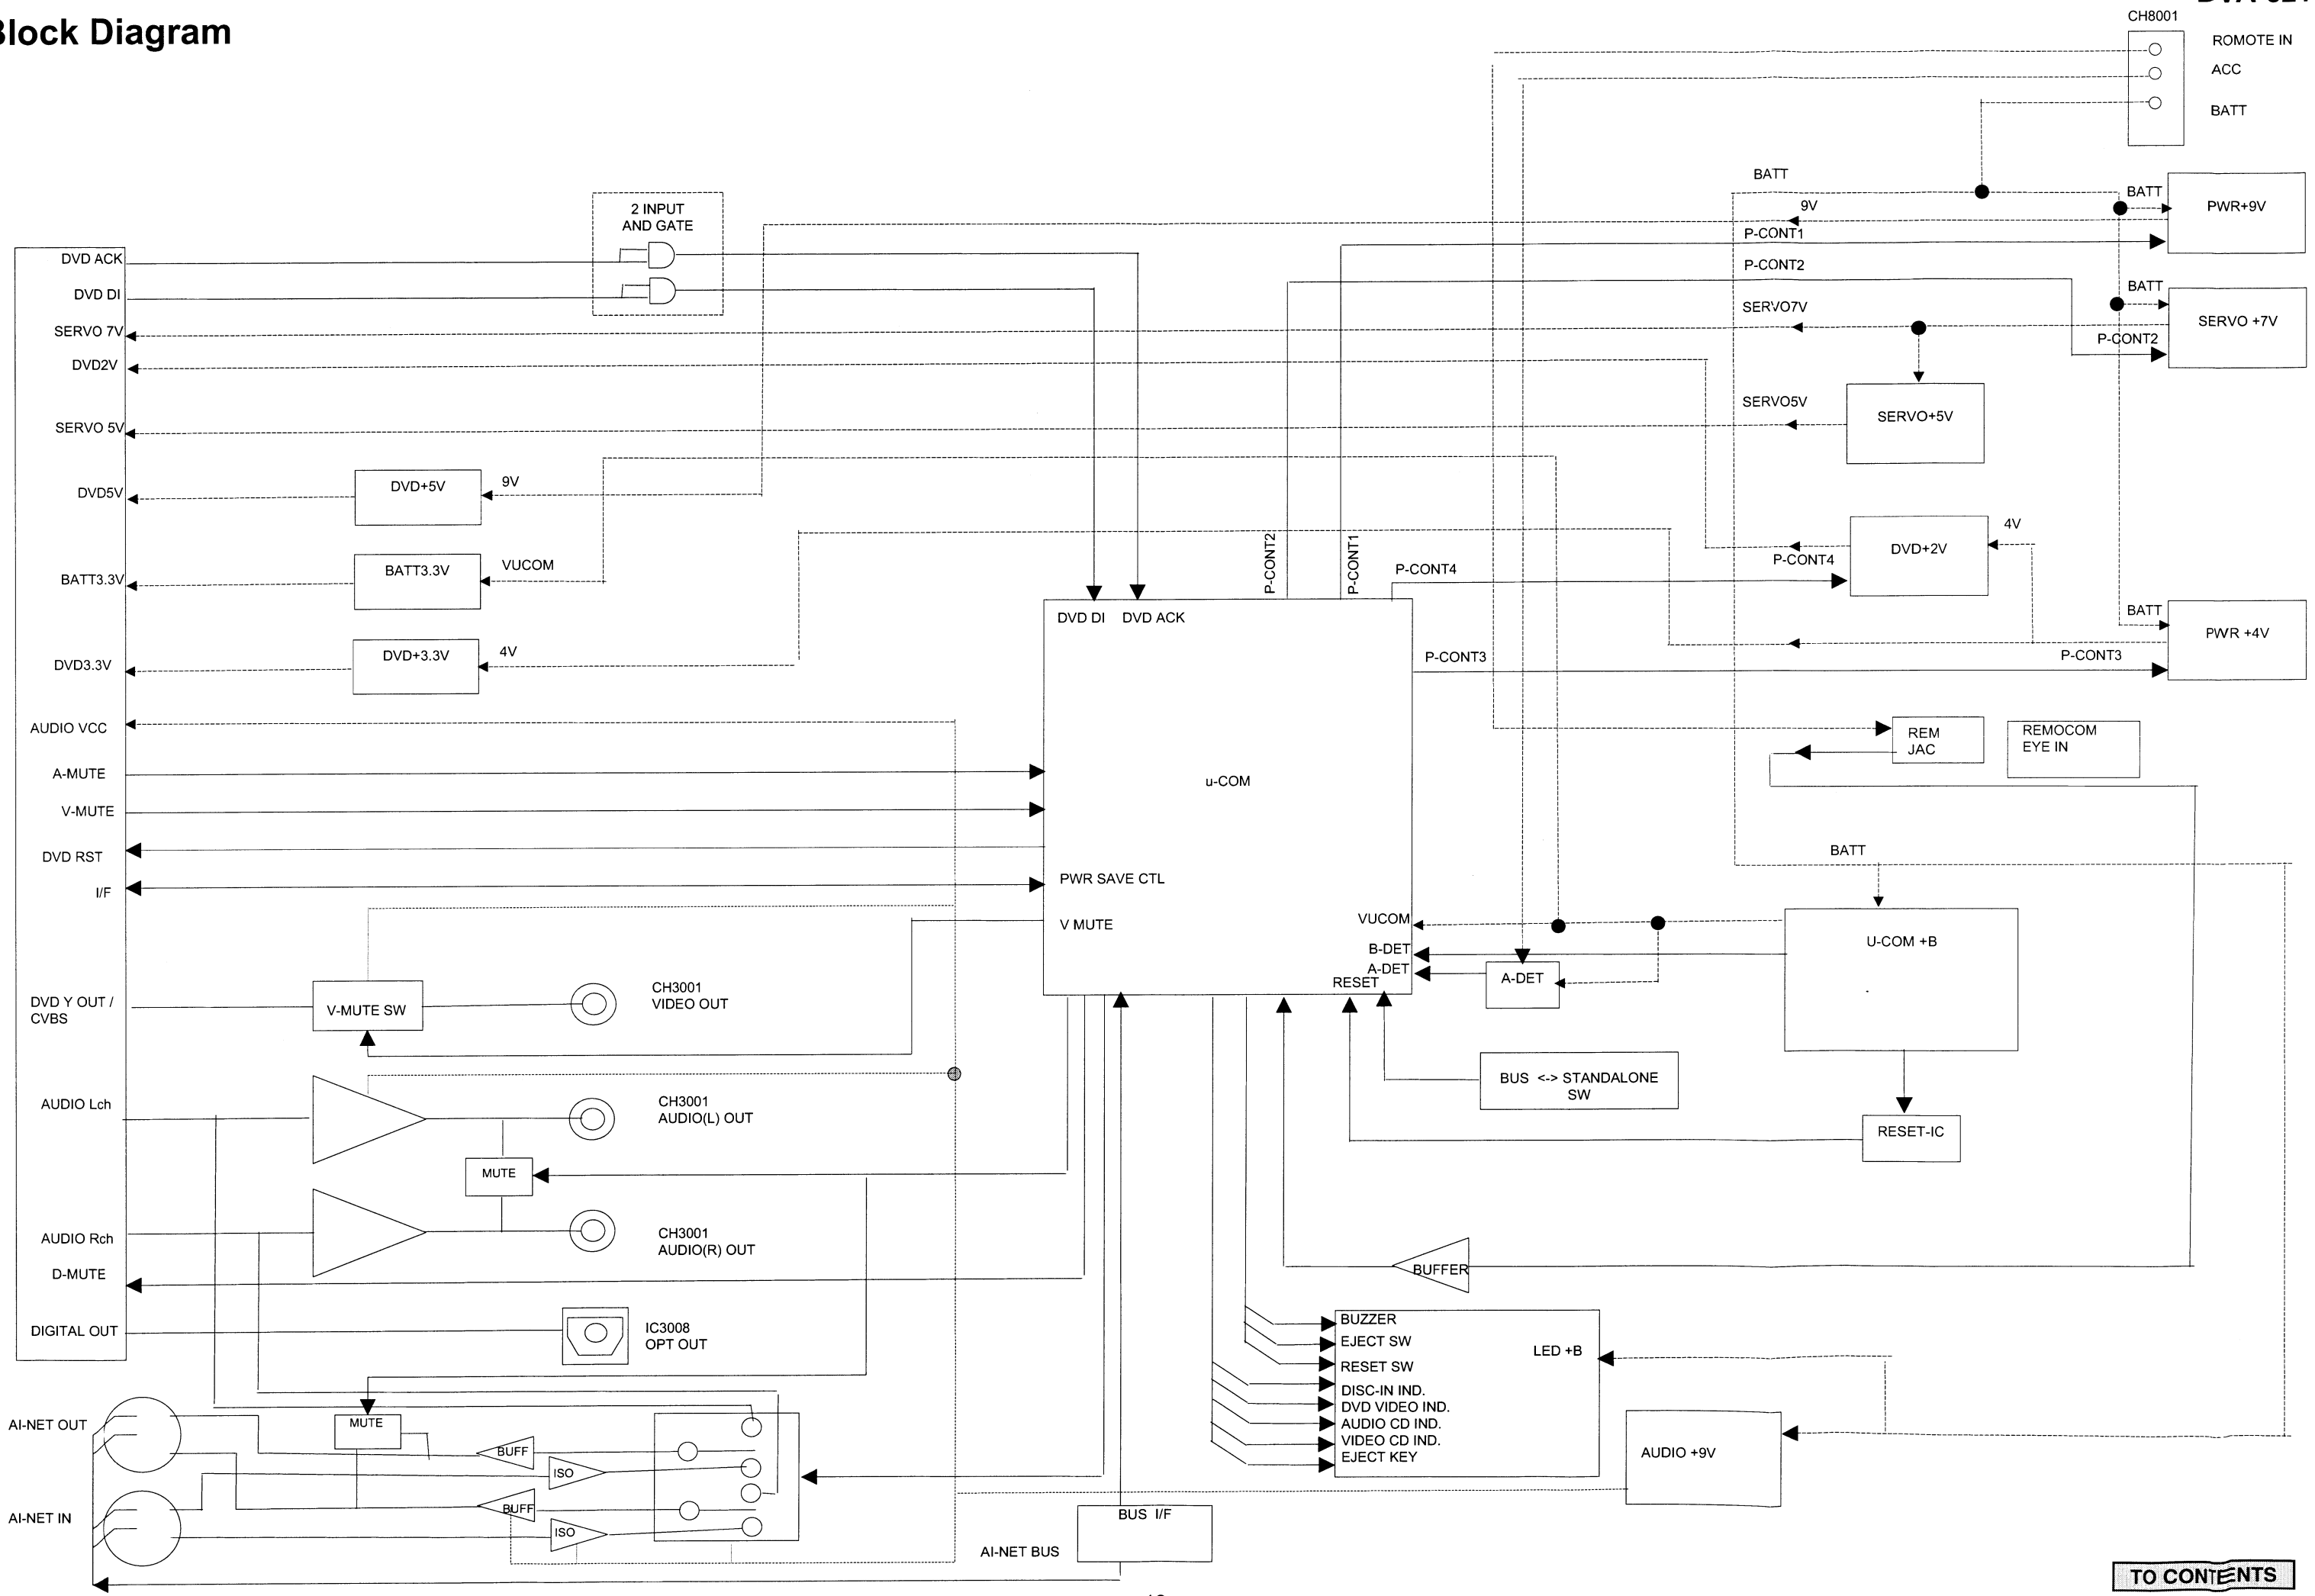 Block Diagram
CH8001
ROMOTE IN
ACC
BATT
BATT
BATT
PWR+9V
9V
P-CONT1
P-CONT2
2 INPUT
AND GATE
DVD ACK
DVD DI
SERVO 7V
SERVO7V
BATT
SERVO +7V
P-CONT2
DVD2V
SERVO5V
SERVO+5V
SERVO 5V
DVD5V
DVD+5V
9V
BATT3.3V
BATT3.3V
VUCOM
DVD3.3V
DVD+3.3V
4V
P-CONT2
P-CONT1
P-CONT4
P-CONT4
DVD+2V
4V
BATT
PWR +4V
P-CONT3
P-CONT3
DVD DI
DVD ACK
u-COM
PWR SAVE CTL
V MUTE
VUCOM
B-DET
A-DET
RESET
AUDIO VCC
A-MUTE
V-MUTE
DVD RST
I/F
REM
JAC
REMOCOM
EYE IN
BATT
U-COM +B
A-DET
BUS <-> STANDALONE
SW
RESET-IC
DVD Y OUT /
CVBS
V-MUTE SW
CH3001
VIDEO OUT
AUDIO Lch
CH3001
AUDIO(L) OUT
MUTE
AUDIO Rch
CH3001
AUDIO(R) OUT
D-MUTE
DIGITAL OUT
IC3008
OPT OUT
BUFFER
BUZZER
EJECT SW
RESET SW
DISC-IN IND.
DVD VIDEO IND.
AUDIO CD IND.
VIDEO CD IND.
EJECT KEY
LED +B
AUDIO +9V
AI-NET OUT
MUTE
BUFF
ISO
BUFF
ISO
AI-NET IN
BUS I/F
AI-NET BUS
TO CONTENTS